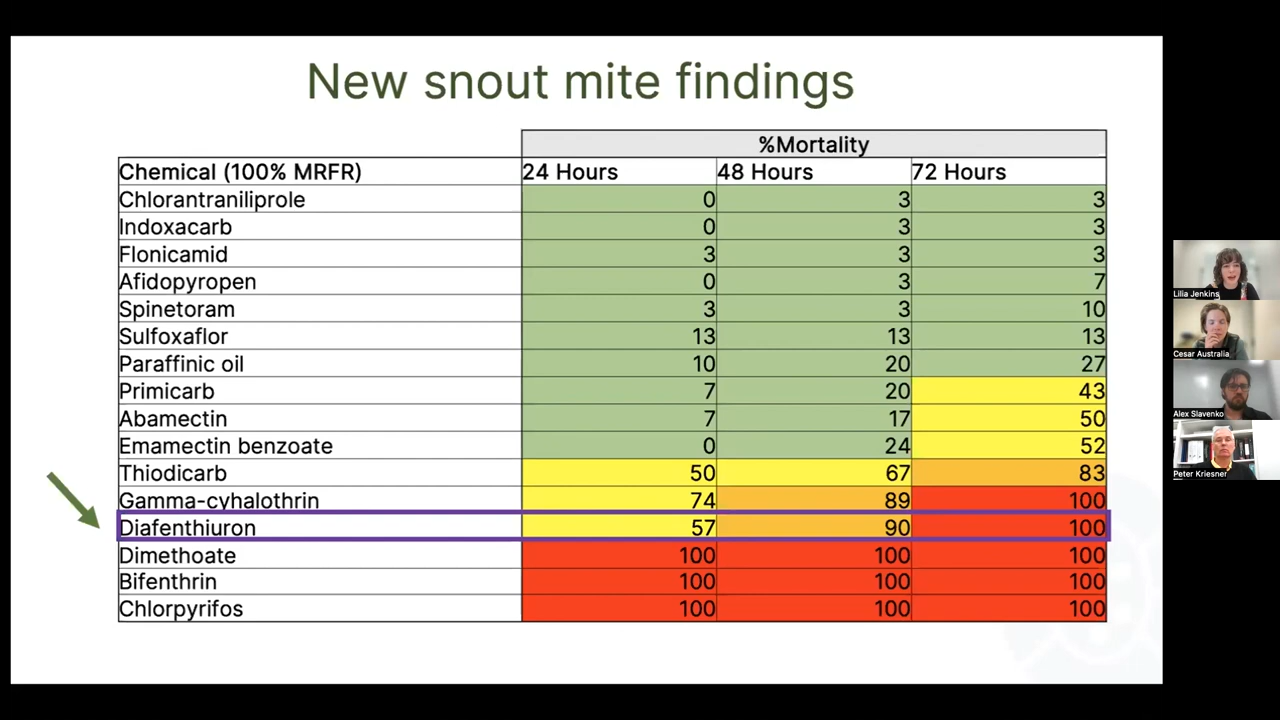 New snout mite findings
%Mortality
Chemical (100% MRFR) 24 Hours 48 Hours 72 Hours
Chlorantraniliprole 0 3 3
Indoxacarb 0 3 3
Flonicamid 3 3 3
Afidopyropen 0 3 7
Spinetoram 3 3 10
Sulfoxaflor 13 13 13
Paraffinic oil 10 20 27
Primicarb 7 20 43
Abamectin 7 17 50
Emamectin benzoate 0 24 52
Thiodicarb 50 67 83
Gamma-cyhalothrin 74 89 100
Diafenthiuron 57 90 100
Dimethoate 100 100 100
Bifenthrin 100 100 100
Chlorpyrifos 100 100 100
Lilia Jenkins
Cesar Australia
Alex Slavenko
Peter Kriesner